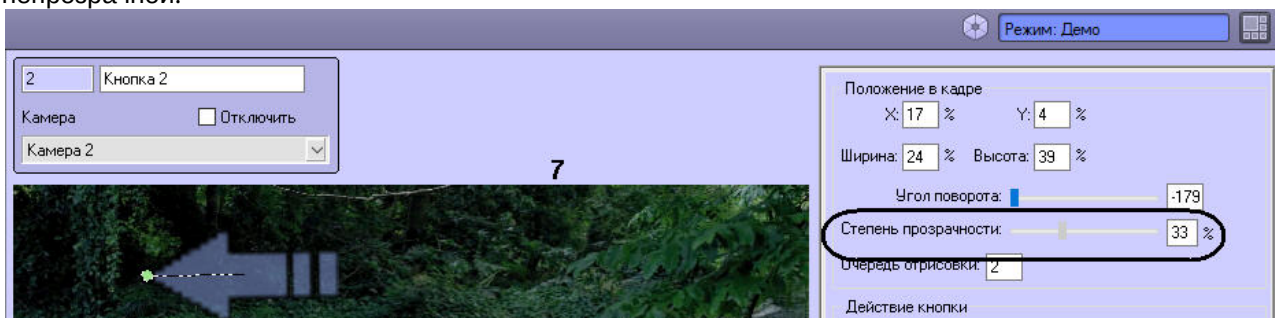 непрозрачной.
Режим: Демо
2 Кнопка 2
Камера Отключить
Камера 2
7
Положение в кадре
X: 17 % Y: 4 %
Ширина: 24 % Высота: 39 %
Угол поворота: -179
Степень прозрачности: 33 %
Очередь отрисовки: 2
Действие кнопки